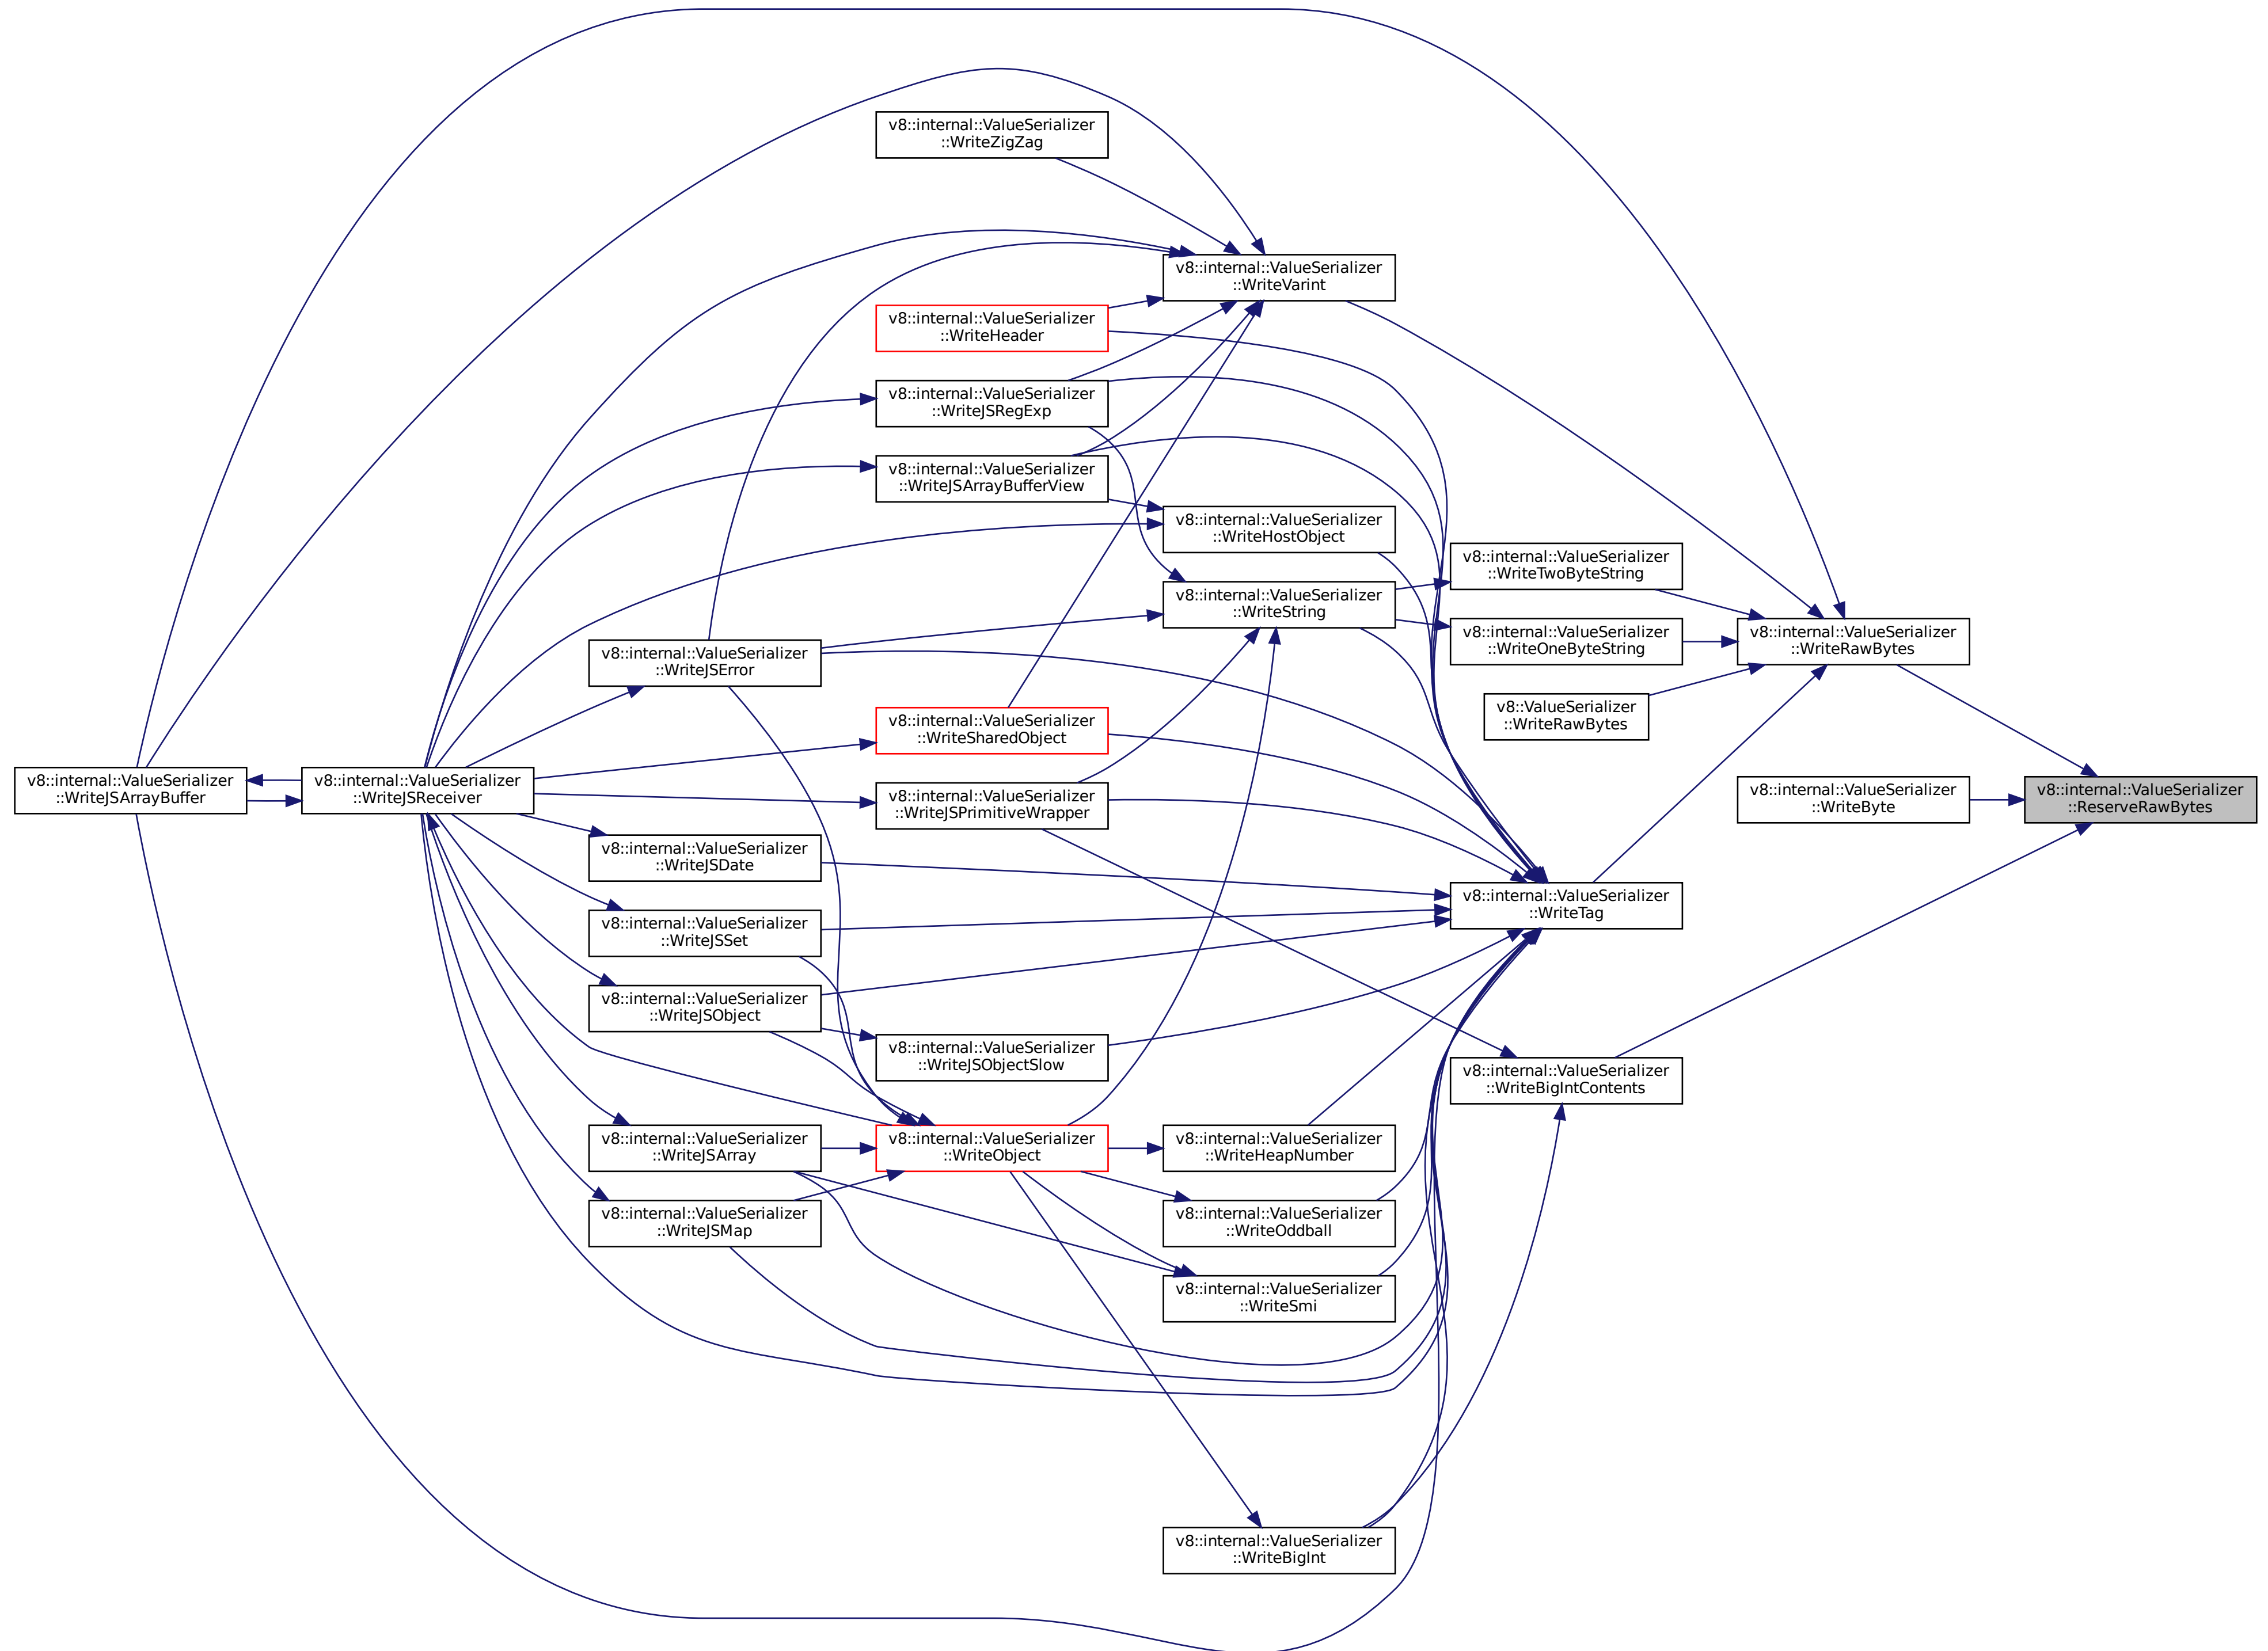 v8::internal::ValueSerializer
::WriteZigZag
v8::internal::ValueSerializer
::WriteVarint
v8::internal::ValueSerializer
::WriteHeader
v8::internal::ValueSerializer
::WriteJSRegExp
v8::internal::ValueSerializer
::WriteJSArrayBufferView
v8::internal::ValueSerializer
::WriteHostObject
v8::internal::ValueSerializer
::WriteTwoByteString
v8::internal::ValueSerializer
::WriteString
v8::internal::ValueSerializer
::WriteOneByteString
v8::internal::ValueSerializer
::WriteRawBytes
v8::internal::ValueSerializer
::WriteJSError
v8::ValueSerializer
::WriteRawBytes
v8::internal::ValueSerializer
::WriteSharedObject
v8::internal::ValueSerializer
::WriteJSArrayBuffer
v8::internal::ValueSerializer
::WriteJSReceiver
v8::internal::ValueSerializer
::WriteJSPrimitiveWrapper
v8::internal::ValueSerializer
::WriteByte
v8::internal::ValueSerializer
::ReserveRawBytes
v8::internal::ValueSerializer
::WriteJSDate
v8::internal::ValueSerializer
::WriteTag
v8::internal::ValueSerializer
::WriteJSSet
v8::internal::ValueSerializer
::WriteJSObject
v8::internal::ValueSerializer
::WriteJSObjectSlow
v8::internal::ValueSerializer
::WriteBigIntContents
v8::internal::ValueSerializer
::WriteJSArray
v8::internal::ValueSerializer
::WriteObject
v8::internal::ValueSerializer
::WriteHeapNumber
v8::internal::ValueSerializer
::WriteJSMap
v8::internal::ValueSerializer
::WriteOddball
v8::internal::ValueSerializer
::WriteSmi
v8::internal::ValueSerializer
::WriteBigInt